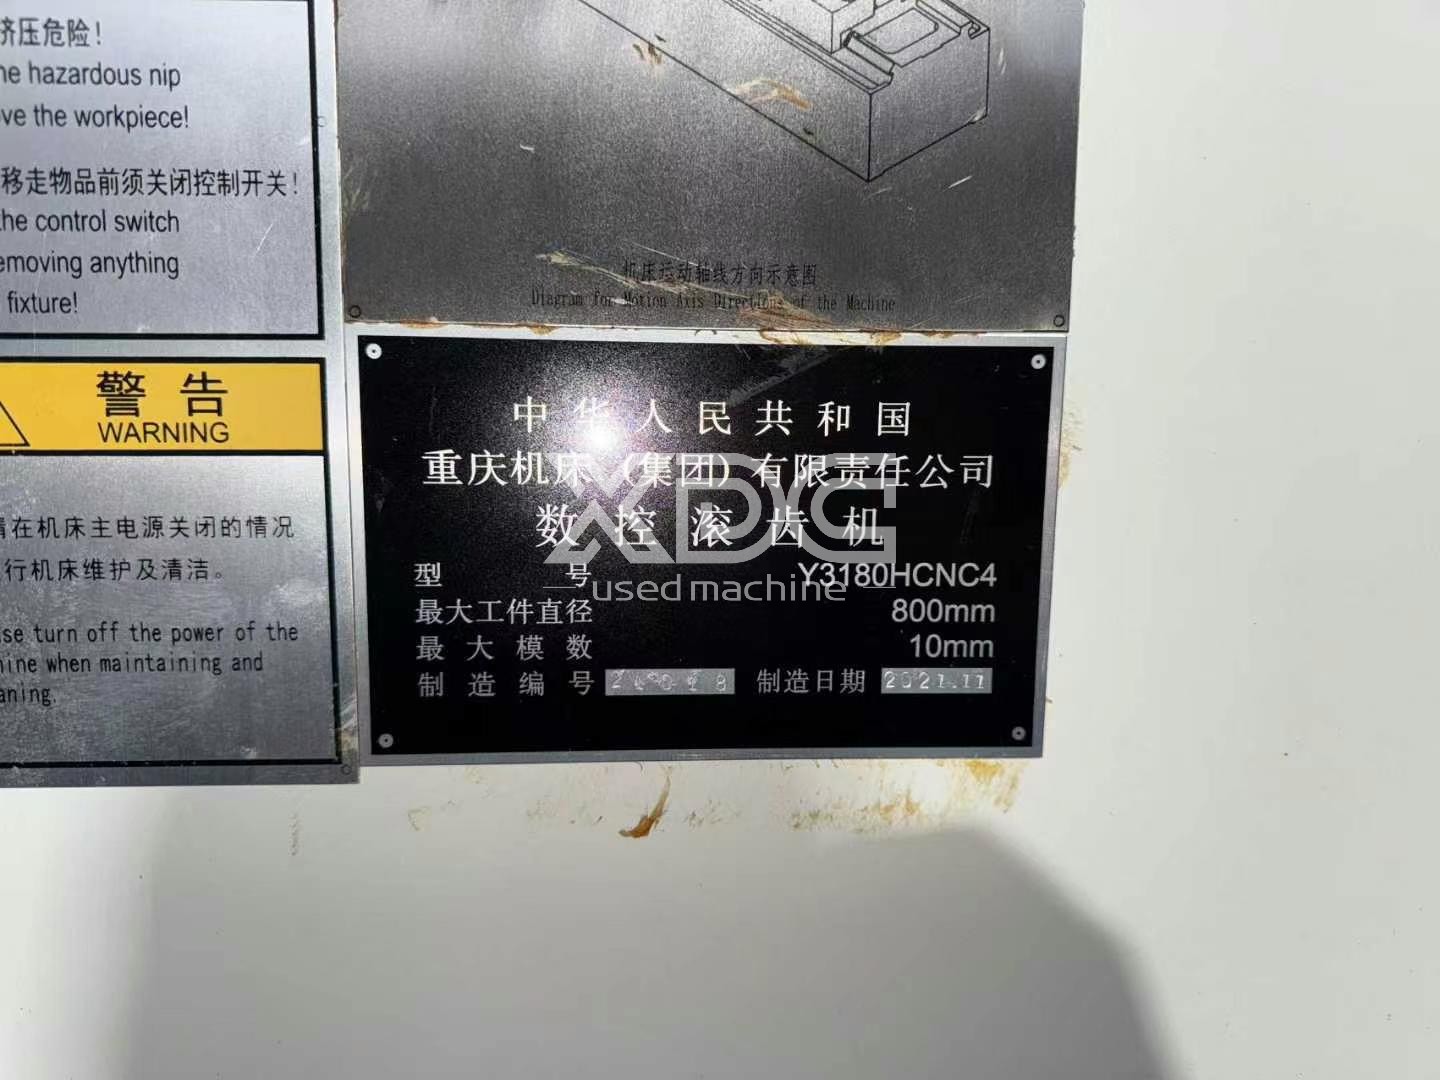 挤压危险!
he hazardous nip
ve the workpiece!
移走物品前须关闭控制开关!
the control switch
emoving anything
fixture!
警告
WARNING
请在机床主电源关闭的情况
行机床维护及清洁。
se turn off the power of the
hine when maintaining and
aning.
机床运动轴线方向示意图
Diagram for Motion Axis Directions of the Machine
中华人民共和国
重庆机床(集团)有限责任公司
数控滚齿机
型号 Y3180HCNC4
最大工件直径 800mm
最大模数 10mm
制造编号 制造日期 2021.11
XDG
used machine